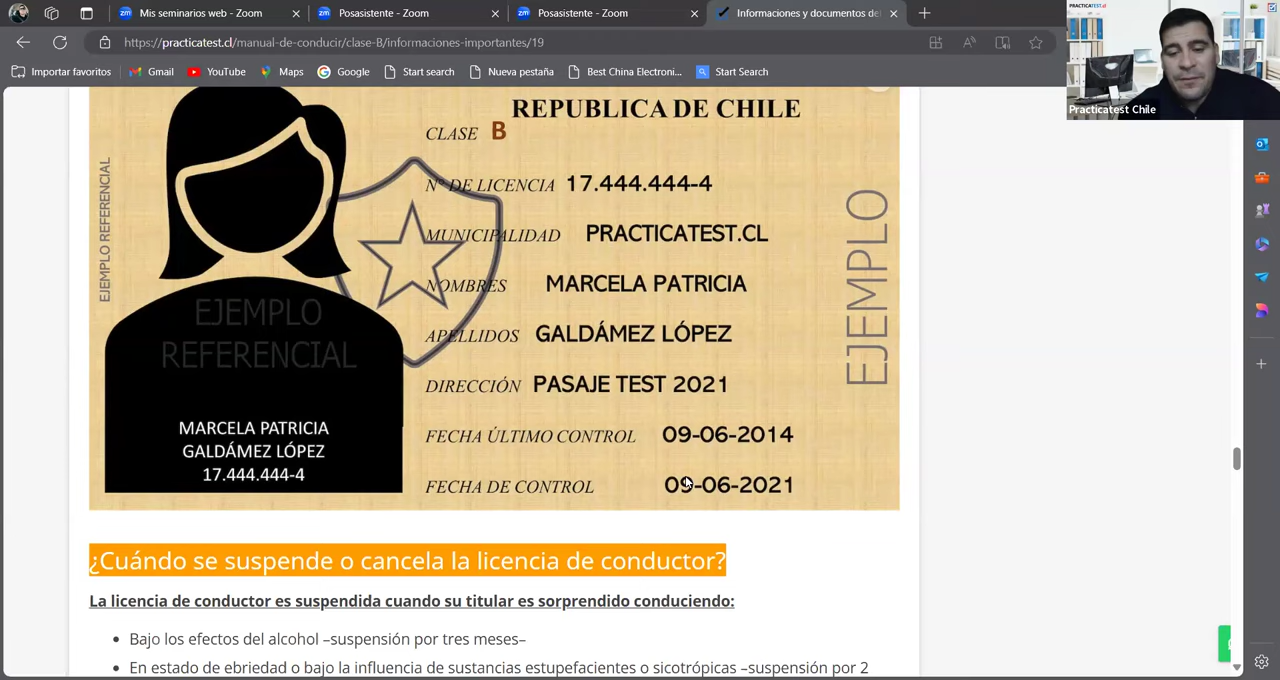 Mis seminarios web - Zoom
Posasistente - Zoom
Posasistente - Zoom
Informaciones y documentos de
https://practicatest.cl/manual-de-conducir/clase-B/informaciones-importantes/19
Importar favoritos
Gmail
YouTube
Maps
Google
Start search
Nueva pestaña
Best China Electroni...
Start Search
PRACTICATEST.cl
Practicatest Chile
REPUBLICA DE CHILE
CLASE B
Nº DE LICENCIA 17.444.444-4
MUNICIPALIDAD PRACTICATEST.CL
NOMBRES MARCELA PATRICIA
APELLIDOS GALDÁMEZ LÓPEZ
DIRECCIÓN PASAJE TEST 2021
FECHA ÚLTIMO CONTROL 09-06-2014
FECHA DE CONTROL 09-06-2021
EJEMPLO REFERENCIAL
EJEMPLO
REFERENCIAL
MARCELA PATRICIA
GALDÁMEZ LÓPEZ
17.444.444-4
EJEMPLO
¿Cuándo se suspende o cancela la licencia de conductor?
La licencia de conductor es suspendida cuando su titular es sorprendido conduciendo:
Bajo los efectos del alcohol –suspensión por tres meses–
En estado de ebriedad o bajo la influencia de sustancias estupefacientes o sicotrópicas –suspensión por 2